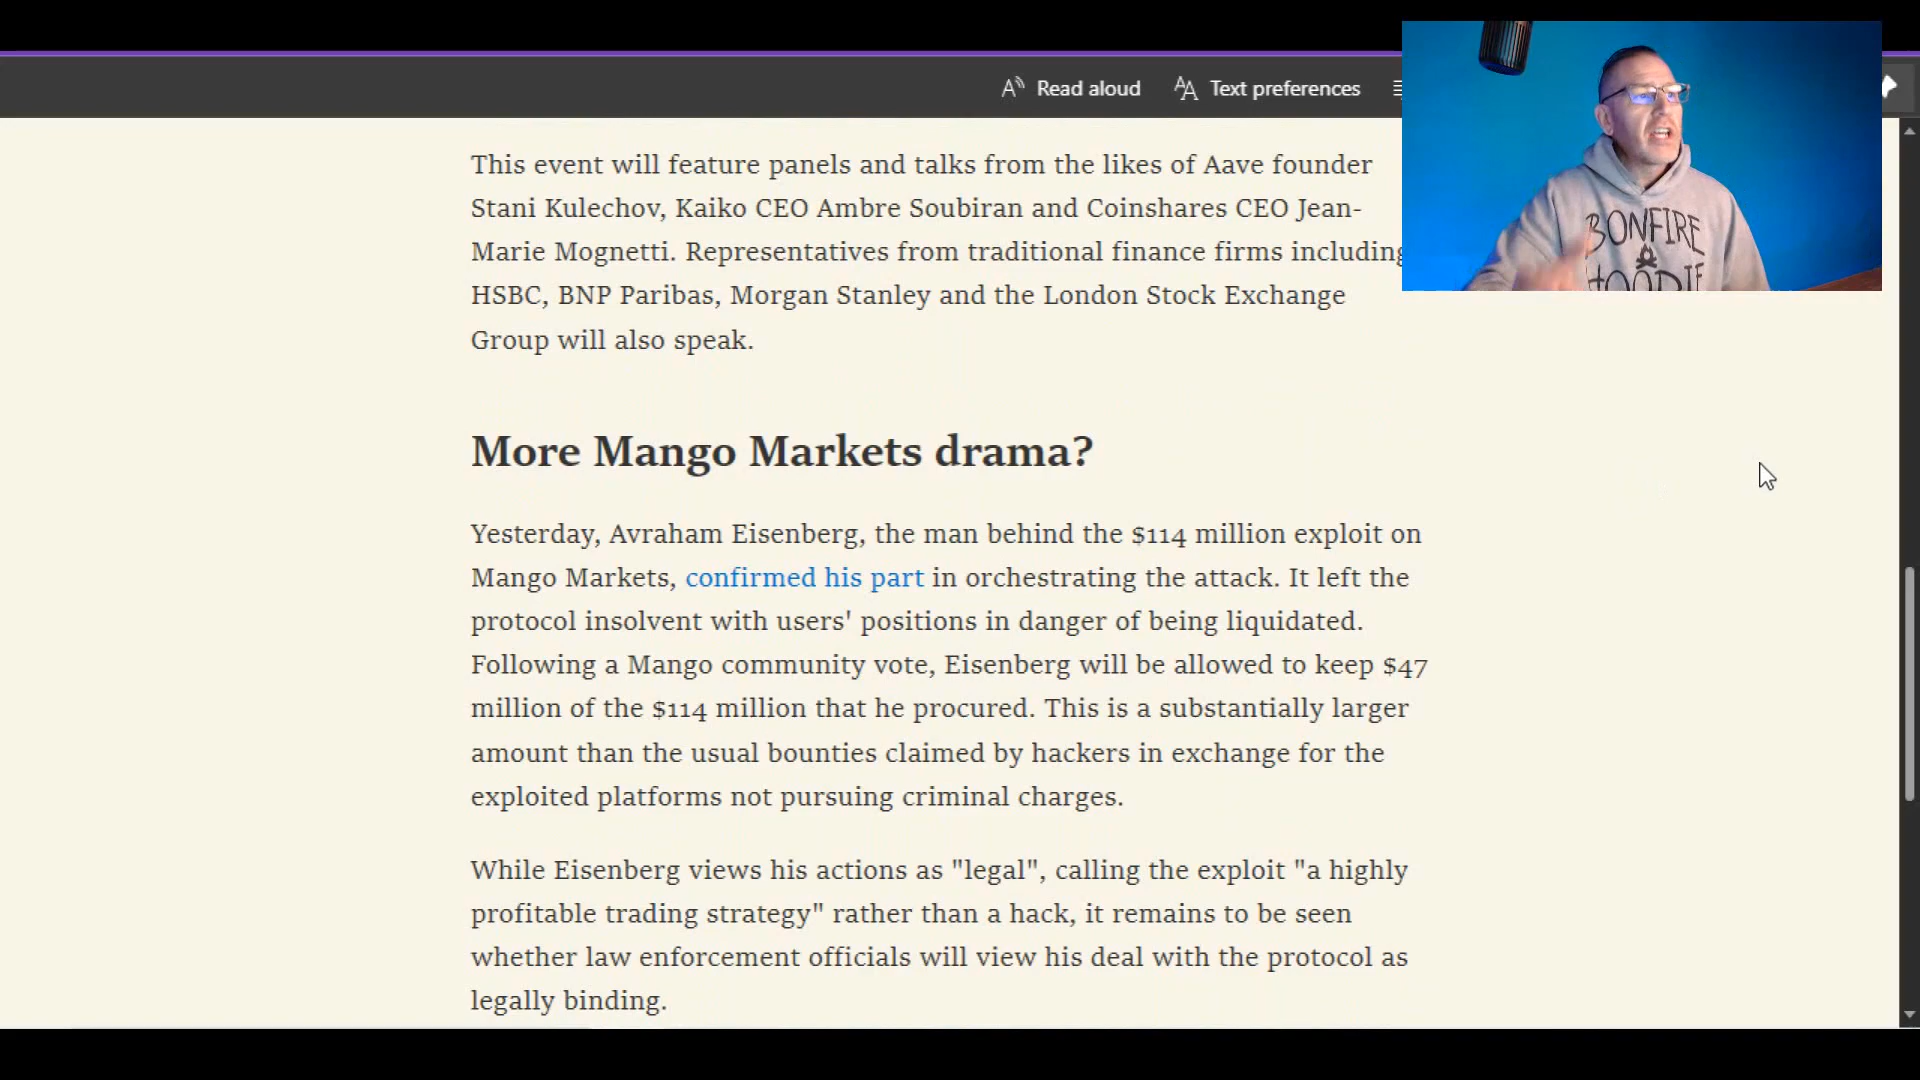 Read aloud
Text preferences
This event will feature panels and talks from the likes of Aave founder
Stani Kulechov, Kaiko CEO Ambre Soubiran and Coinshares CEO Jean-
Marie Mognetti. Representatives from traditional finance firms including
HSBC, BNP Paribas, Morgan Stanley and the London Stock Exchange
Group will also speak.
BONFIRE
HOODIE
More Mango Markets drama?
Yesterday, Avraham Eisenberg, the man behind the $114 million exploit on
Mango Markets, confirmed his part in orchestrating the attack. It left the
protocol insolvent with users' positions in danger of being liquidated.
Following a Mango community vote, Eisenberg will be allowed to keep $47
million of the $114 million that he procured. This is a substantially larger
amount than the usual bounties claimed by hackers in exchange for the
exploited platforms not pursuing criminal charges.
While Eisenberg views his actions as "legal", calling the exploit "a highly
profitable trading strategy" rather than a hack, it remains to be seen
whether law enforcement officials will view his deal with the protocol as
legally binding.